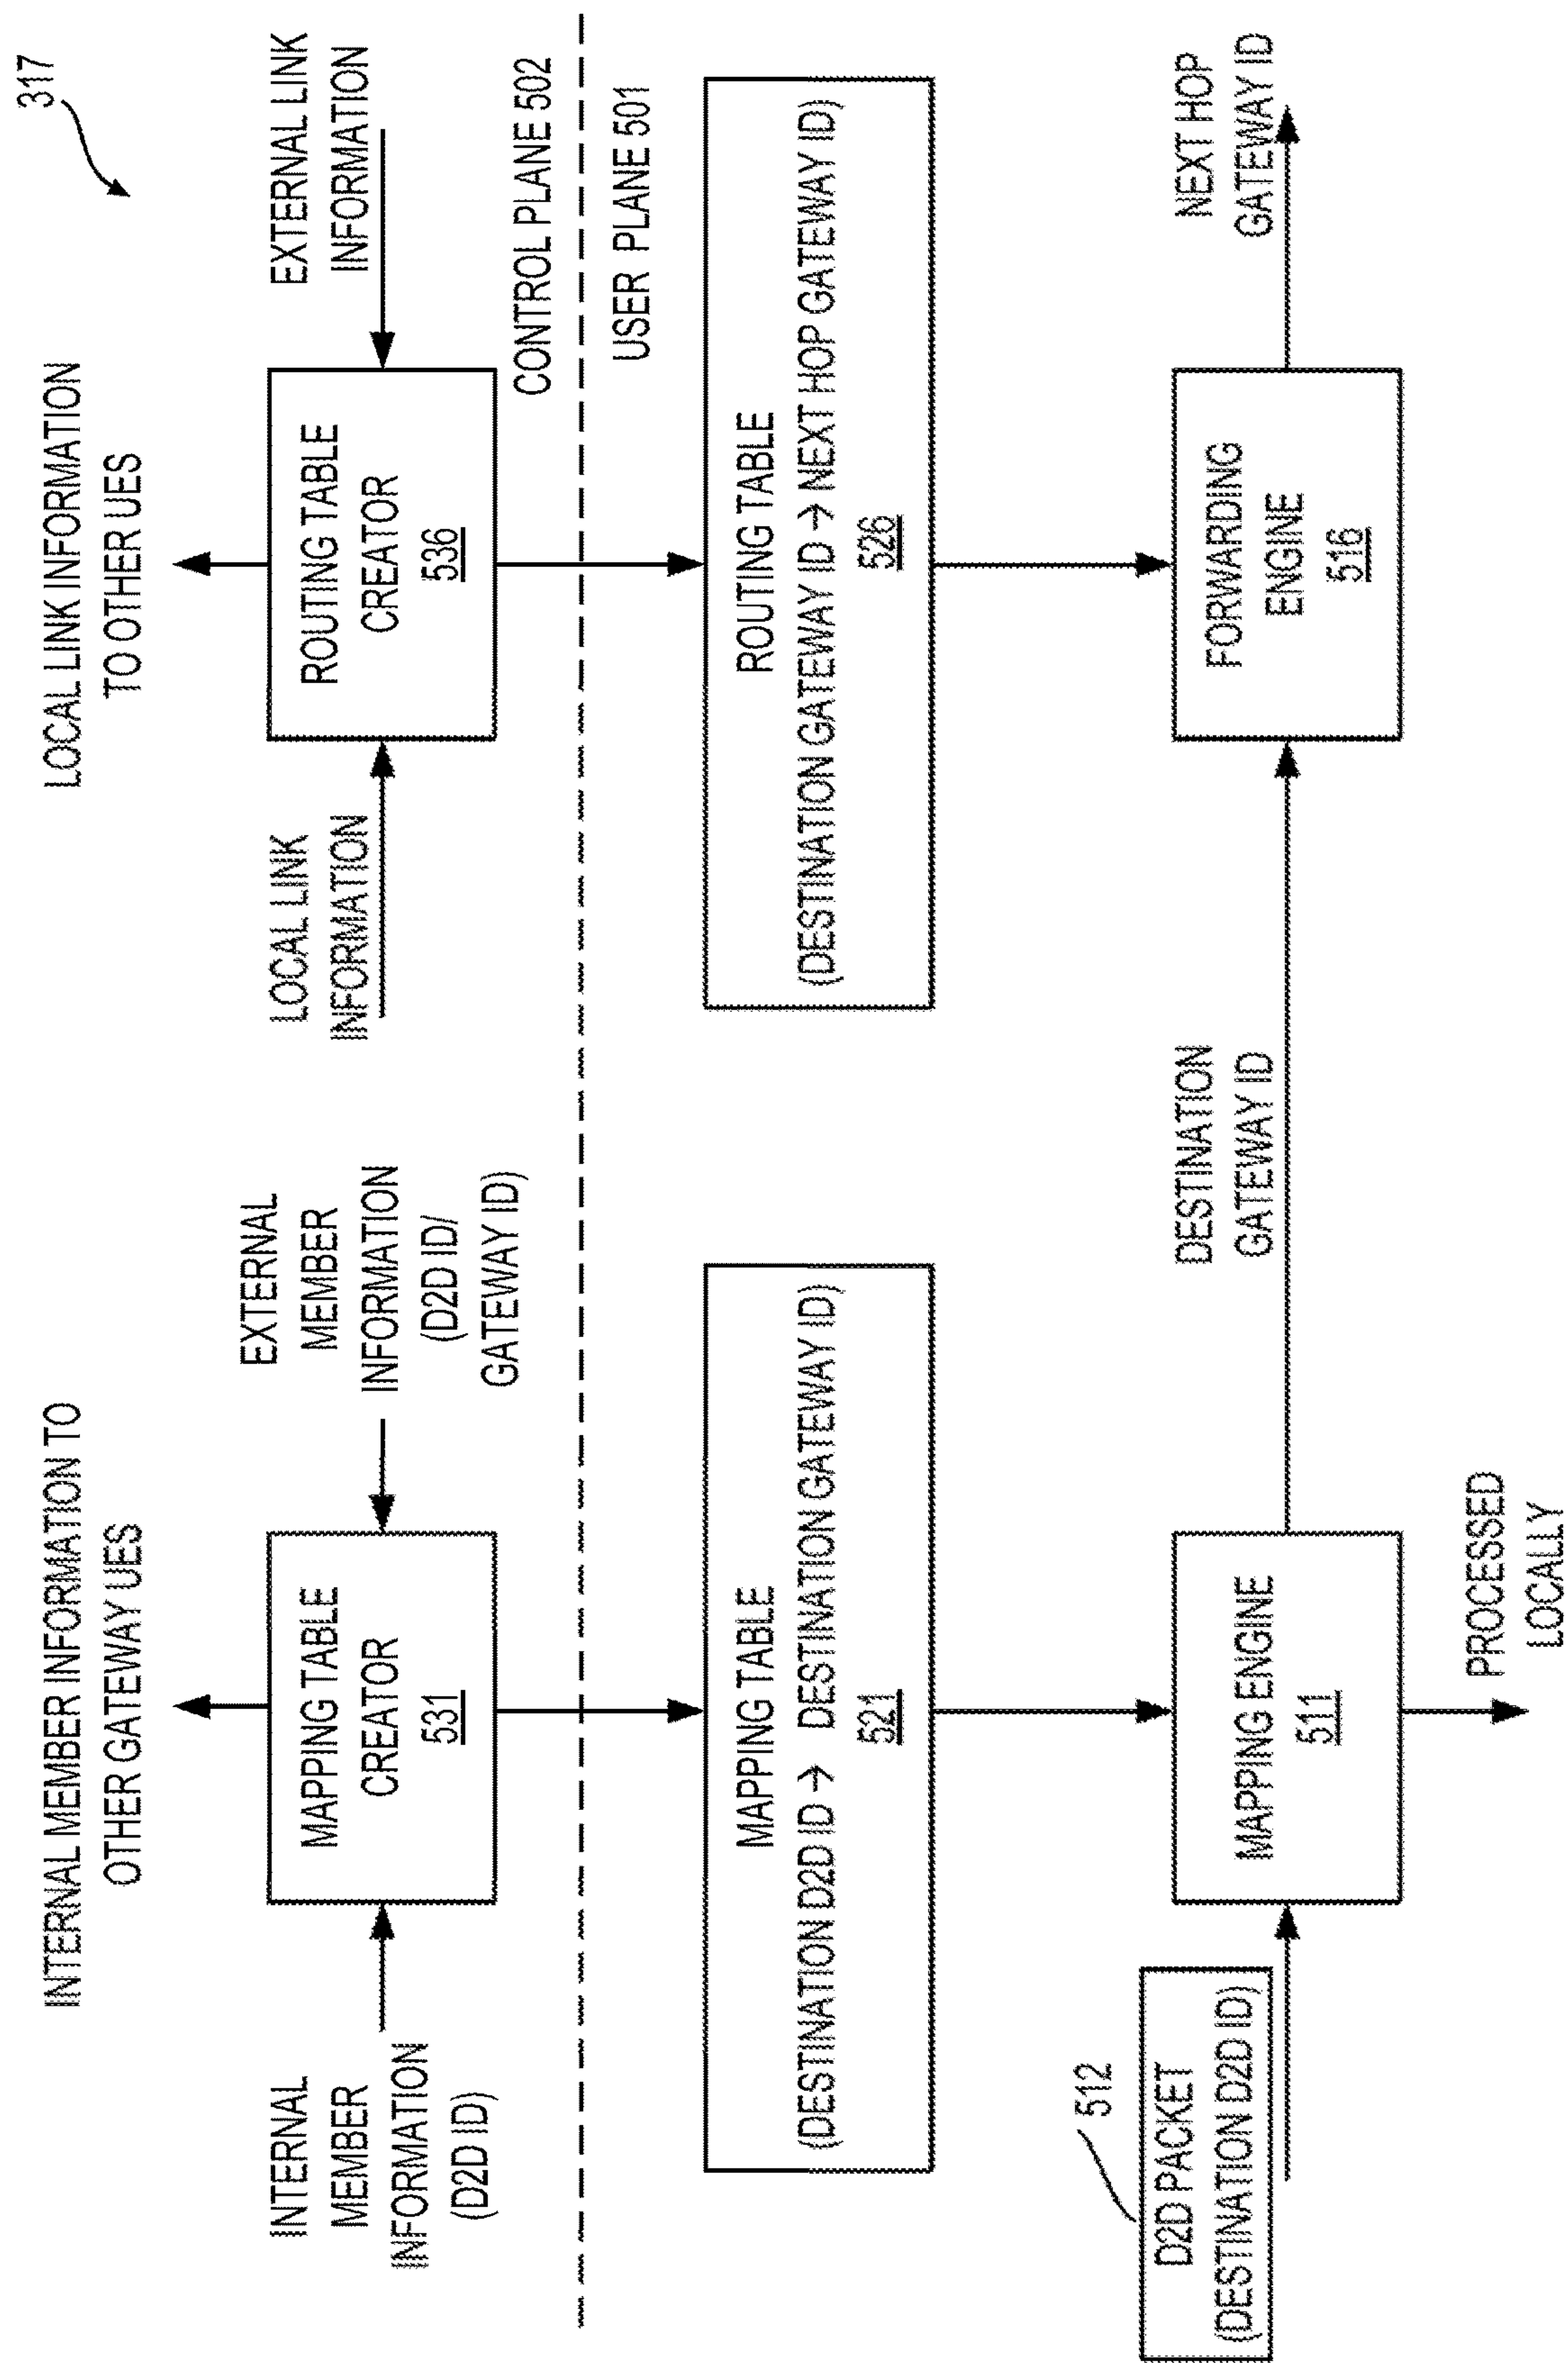 317
INTERNAL MEMBER INFORMATION TO
OTHER GATEWAY UES
LOCAL LINK INFORMATION
TO OTHER UES
INTERNAL
MEMBER
INFORMATION
(D2D ID)
MAPPING TABLE
CREATOR
531
EXTERNAL
MEMBER
INFORMATION
(D2D ID/
GATEWAY ID)
LOCAL LINK
INFORMATION
ROUTING TABLE
CREATOR
536
EXTERNAL LINK
INFORMATION
CONTROL PLANE 502
USER PLANE 501
MAPPING TABLE
(DESTINATION D2D ID → DESTINATION GATEWAY ID)
521
ROUTING TABLE
(DESTINATION GATEWAY ID → NEXT HOP GATEWAY ID)
526
512
D2D PACKET
(DESTINATION D2D ID)
MAPPING ENGINE
511
PROCESSED
LOCALLY
DESTINATION
GATEWAY ID
FORWARDING
ENGINE
516
NEXT HOP
GATEWAY ID